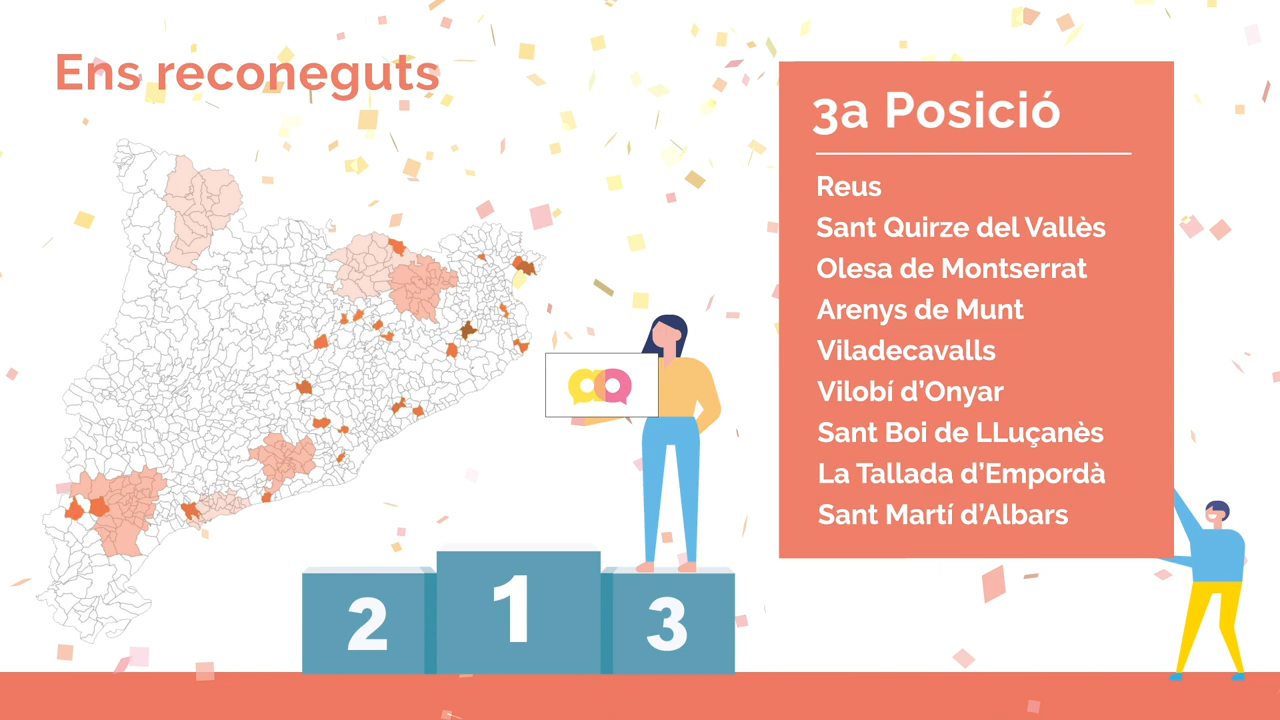 Ens reconeguts
3a Posició
Reus
Sant Quirze del Vallès
Olesa de Montserrat
Arenys de Munt
Viladecavalls
Vilobí d’Onyar
Sant Boi de LLuçanès
La Tallada d’Empordà
Sant Martí d’Albars
2
1
3